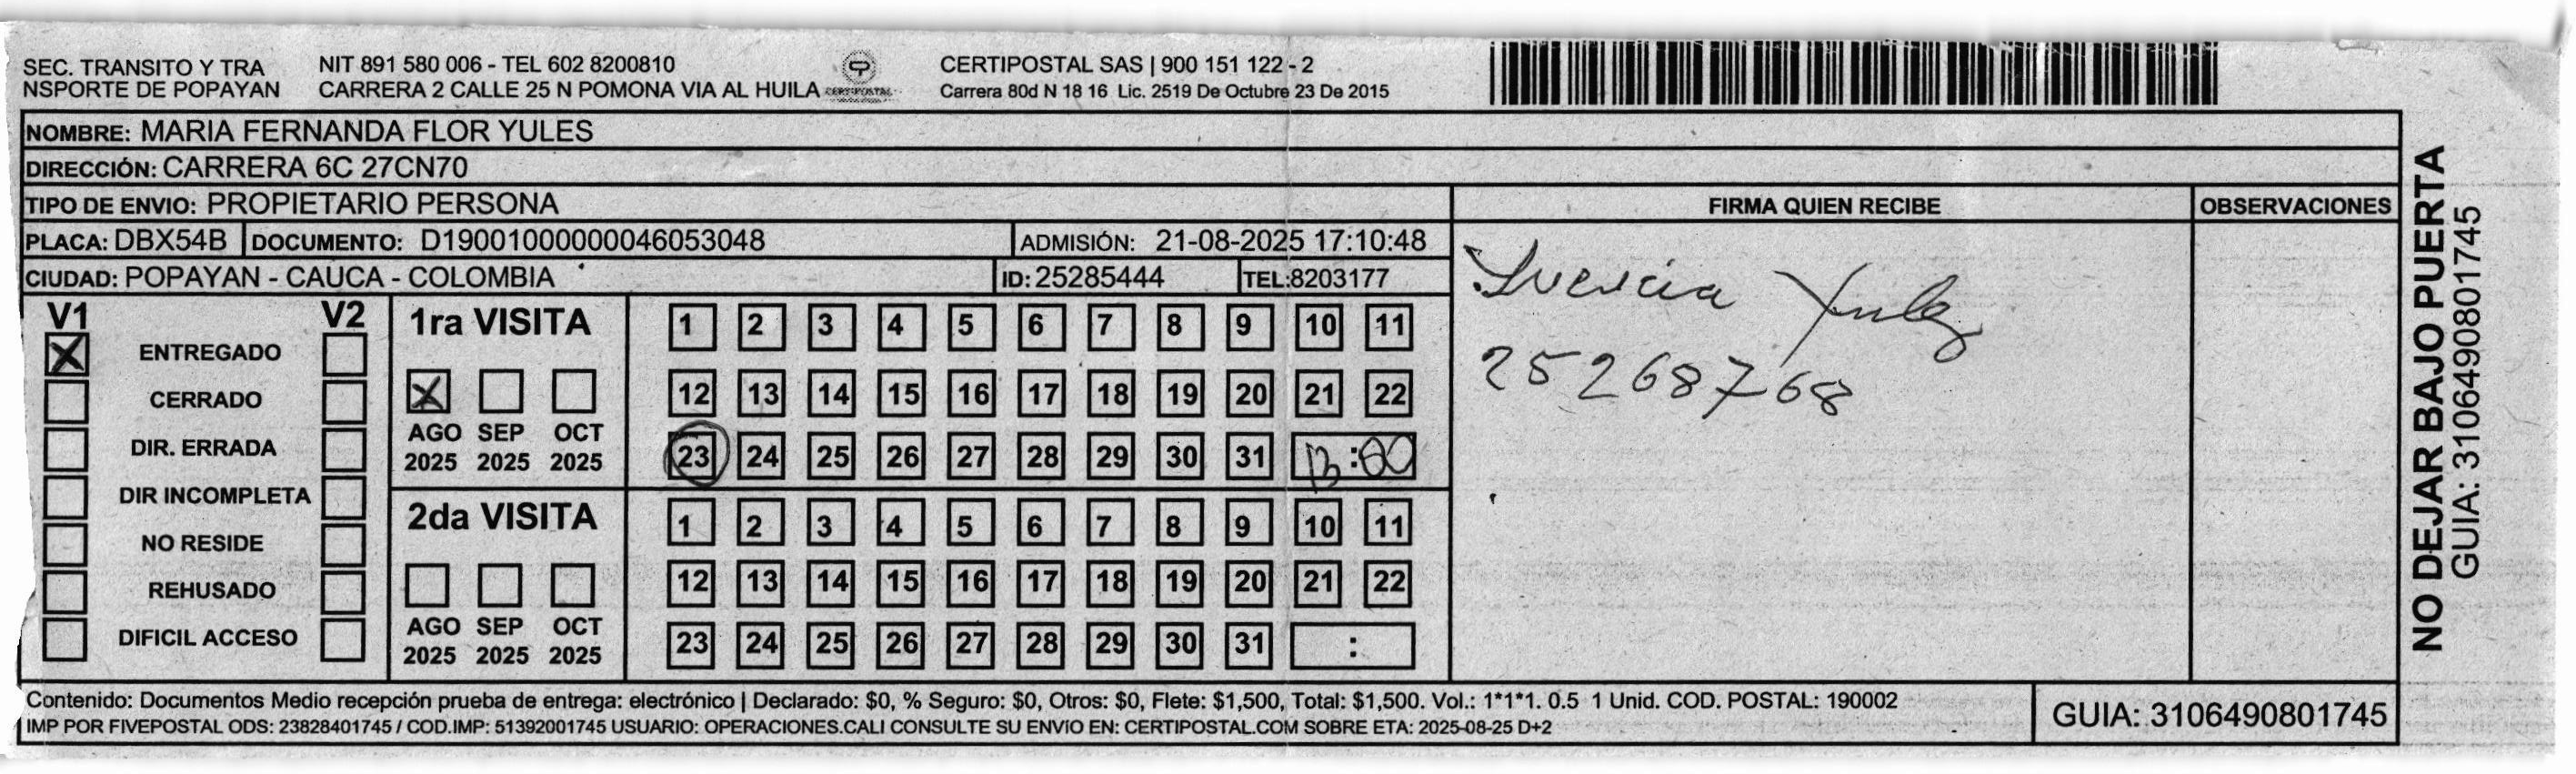 SEC. TRANSITO Y TRA
NSPORTE DE POPAYAN
NIT 891 580 006 - TEL 602 8200810
CARRERA 2 CALLE 25 N POMONA VIA AL HUILA
CERTIPOSTAL
CERTIPOSTAL SAS | 900 151 122 - 2
Carrera 80d N 18 16 Lic. 2519 De Octubre 23 De 2015
NOMBRE: MARIA FERNANDA FLOR YULES
DIRECCIÓN: CARRERA 6C 27CN70
TIPO DE ENVIO: PROPIETARIO PERSONA
PLACA: DBX54B DOCUMENTO: D19001000000046053048 ADMISIÓN: 21-08-2025 17:10:48
CIUDAD: POPAYAN - CAUCA - COLOMBIA ID: 25285444 TEL:8203177
V1 V2
X ENTREGADO
CERRADO
DIR. ERRADA
DIR INCOMPLETA
NO RESIDE
REHUSADO
DIFICIL ACCESO
1ra VISITA
X
AGO SEP OCT
2025 2025 2025
1 2 3 4 5 6 7 8 9 10 11
12 13 14 15 16 17 18 19 20 21 22
23 24 25 26 27 28 29 30 31 13:00
2da VISITA
AGO SEP OCT
2025 2025 2025
1 2 3 4 5 6 7 8 9 10 11
12 13 14 15 16 17 18 19 20 21 22
23 24 25 26 27 28 29 30 31 :
FIRMA QUIEN RECIBE
Yules
25268768
OBSERVACIONES
Contenido: Documentos Medio recepción prueba de entrega: electrónico | Declarado: $0, % Seguro: $0, Otros: $0, Flete: $1,500, Total: $1,500. Vol.: 1*1*1. 0.5 1 Unid. COD. POSTAL: 190002
IMP POR FIVEPOSTAL ODS: 23828401745 / COD.IMP: 51392001745 USUARIO: OPERACIONES.CALI CONSULTE SU ENVIO EN: CERTIPOSTAL.COM SOBRE ETA: 2025-08-25 D+2
GUIA: 3106490801745
NO DEJAR BAJO PUERTA
GUIA: 3106490801745